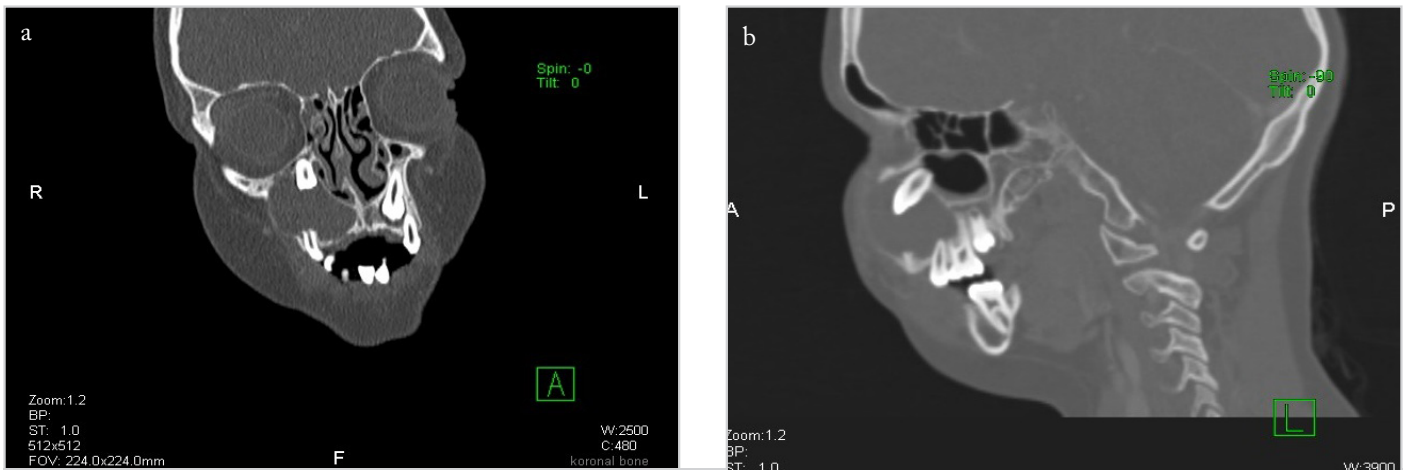 a
Spin: -0
Tilt: 0
R
L
A
Zoom:1.2
BP:
ST: 1.0
512x512
FOV: 224.0x224.0mm
F
W:2500
C:480
koronal bone
b
Spin: -90
Tilt: 0
A
P
L
Zoom:1.2
BP:
ST: 1.0
W:3900